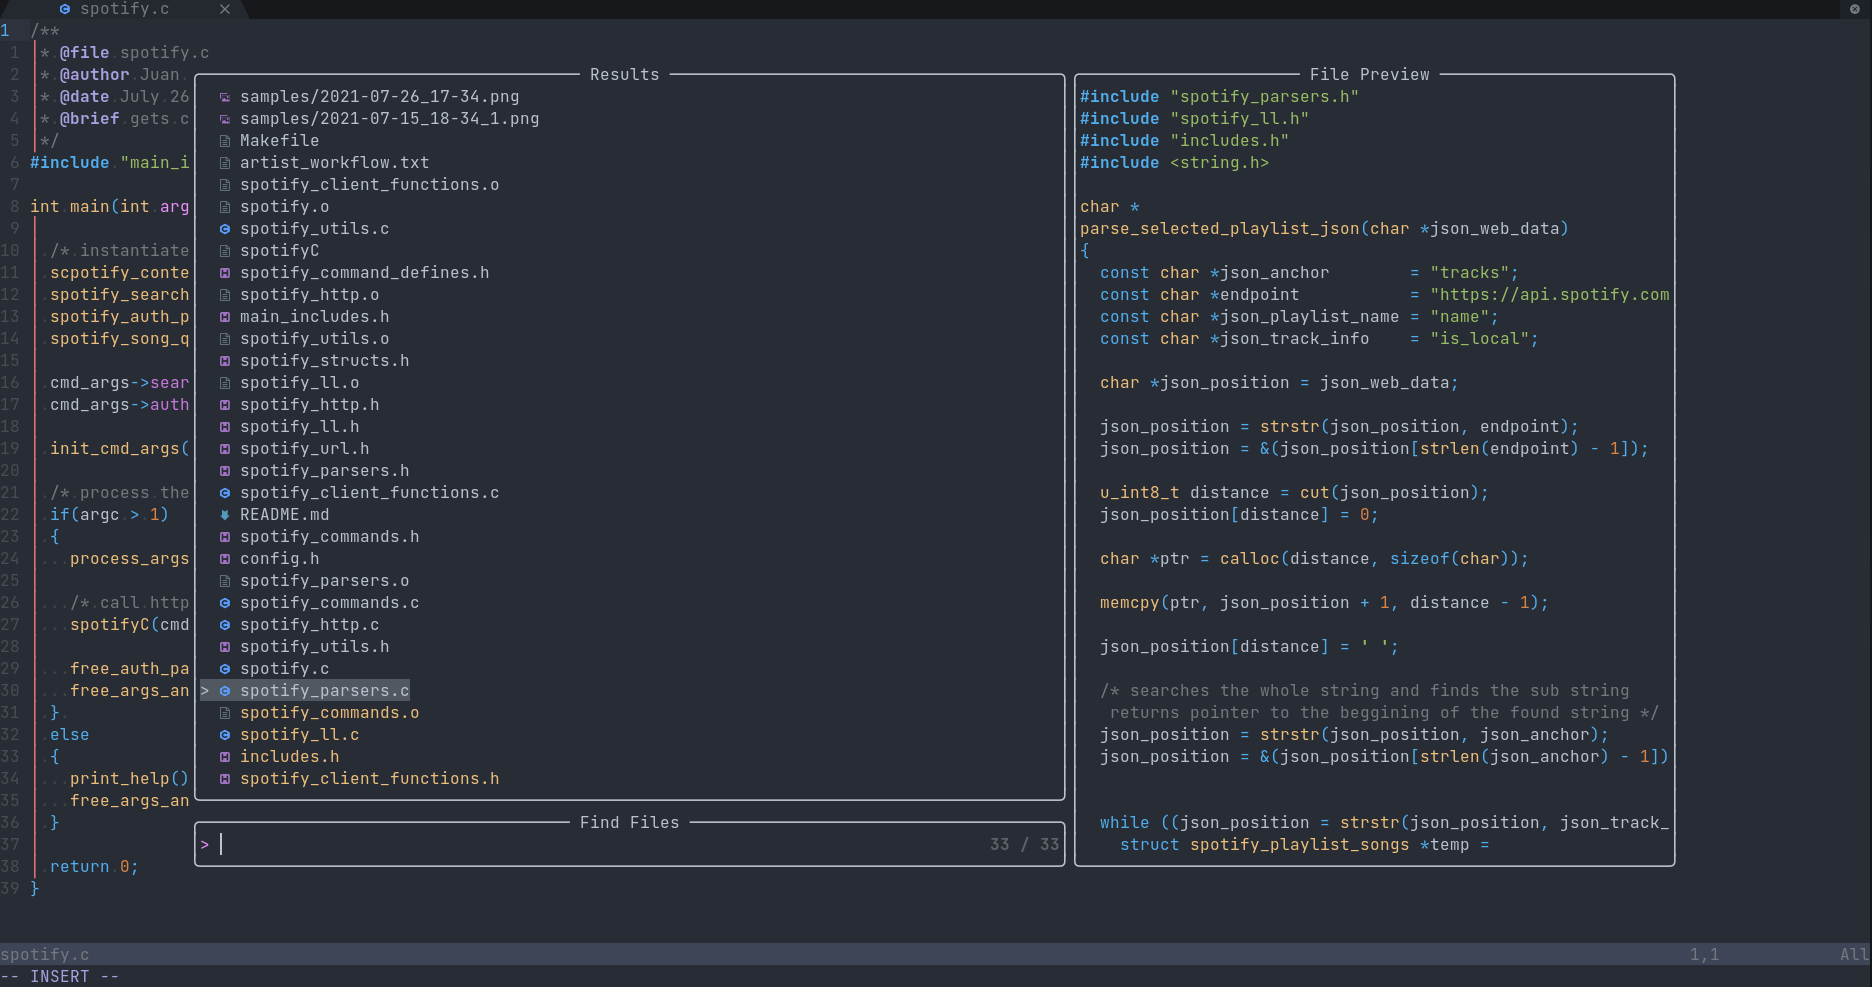 spotify.c
1 /**
1 * @file spotify.c
2 * @author Juan
3 * @date July 26
4 * @brief gets c
5 */
6 #include "main_i
7
8 int main(int arg
9
10 /* instantiate
11 scpotify_conte
12 spotify_search
13 spotify_auth_p
14 spotify_song_q
15
16 cmd_args->sear
17 cmd_args->auth
18
19 init_cmd_args(
20
21 /* process the
22 if(argc > 1)
23 {
24 process_args
25
26 /* call http
27 spotifyC(cmd
28
29 free_auth_pa
30 free_args_an
31 }
32 else
33 {
34 print_help()
35 free_args_an
36 }
37
38 return 0;
39 }
Results
samples/2021-07-26_17-34.png
samples/2021-07-15_18-34_1.png
Makefile
artist_workflow.txt
spotify_client_functions.o
spotify.o
spotify_utils.c
spotifyC
spotify_command_defines.h
spotify_http.o
main_includes.h
spotify_utils.o
spotify_structs.h
spotify_ll.o
spotify_http.h
spotify_ll.h
spotify_url.h
spotify_parsers.h
spotify_client_functions.c
README.md
spotify_commands.h
config.h
spotify_parsers.o
spotify_commands.c
spotify_http.c
spotify_utils.h
spotify.c
> spotify_parsers.c
spotify_commands.o
spotify_ll.c
includes.h
spotify_client_functions.h
Find Files
> 33 / 33
File Preview
#include "spotify_parsers.h"
#include "spotify_ll.h"
#include "includes.h"
#include <string.h>
char *
parse_selected_playlist_json(char *json_web_data)
{
const char *json_anchor = "tracks";
const char *endpoint = "https://api.spotify.com
const char *json_playlist_name = "name";
const char *json_track_info = "is_local";
char *json_position = json_web_data;
json_position = strstr(json_position, endpoint);
json_position = &(json_position[strlen(endpoint) - 1]);
u_int8_t distance = cut(json_position);
json_position[distance] = 0;
char *ptr = calloc(distance, sizeof(char));
memcpy(ptr, json_position + 1, distance - 1);
json_position[distance] = ' ';
/* searches the whole string and finds the sub string
returns pointer to the beggining of the found string */
json_position = strstr(json_position, json_anchor);
json_position = &(json_position[strlen(json_anchor) - 1])
while ((json_position = strstr(json_position, json_track_
struct spotify_playlist_songs *temp =
spotify.c 1,1 All
-- INSERT --